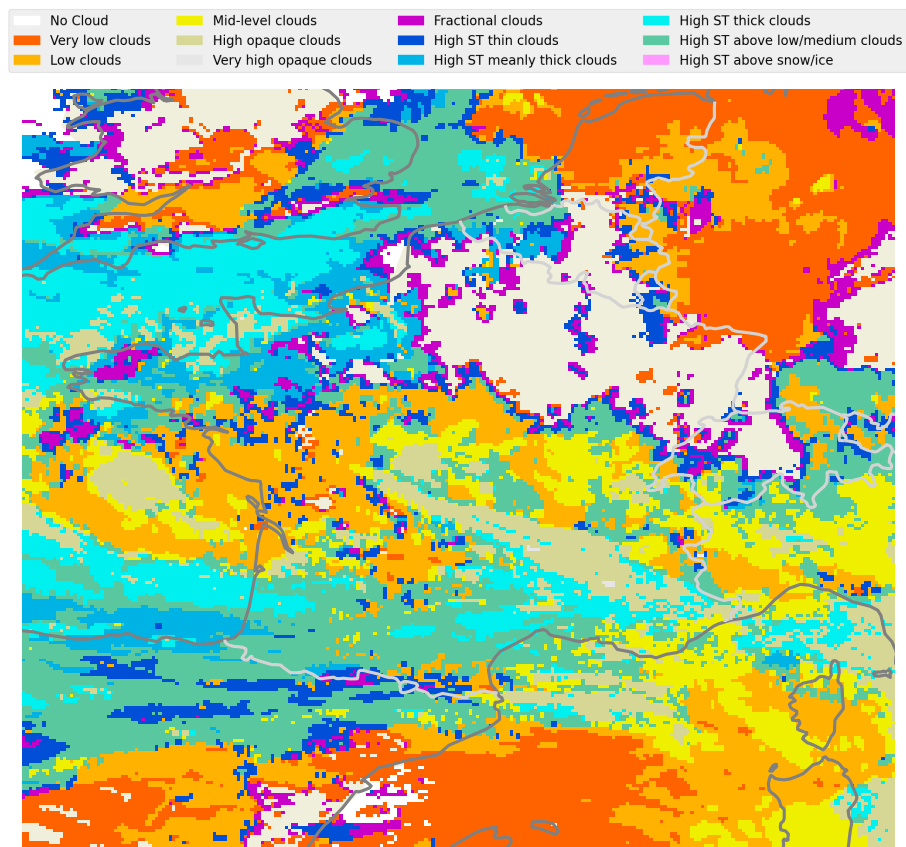 No Cloud
Very low clouds
Low clouds
Mid-level clouds
High opaque clouds
Very high opaque clouds
Fractional clouds
High ST thin clouds
High ST meanly thick clouds
High ST thick clouds
High ST above low/medium clouds
High ST above snow/ice